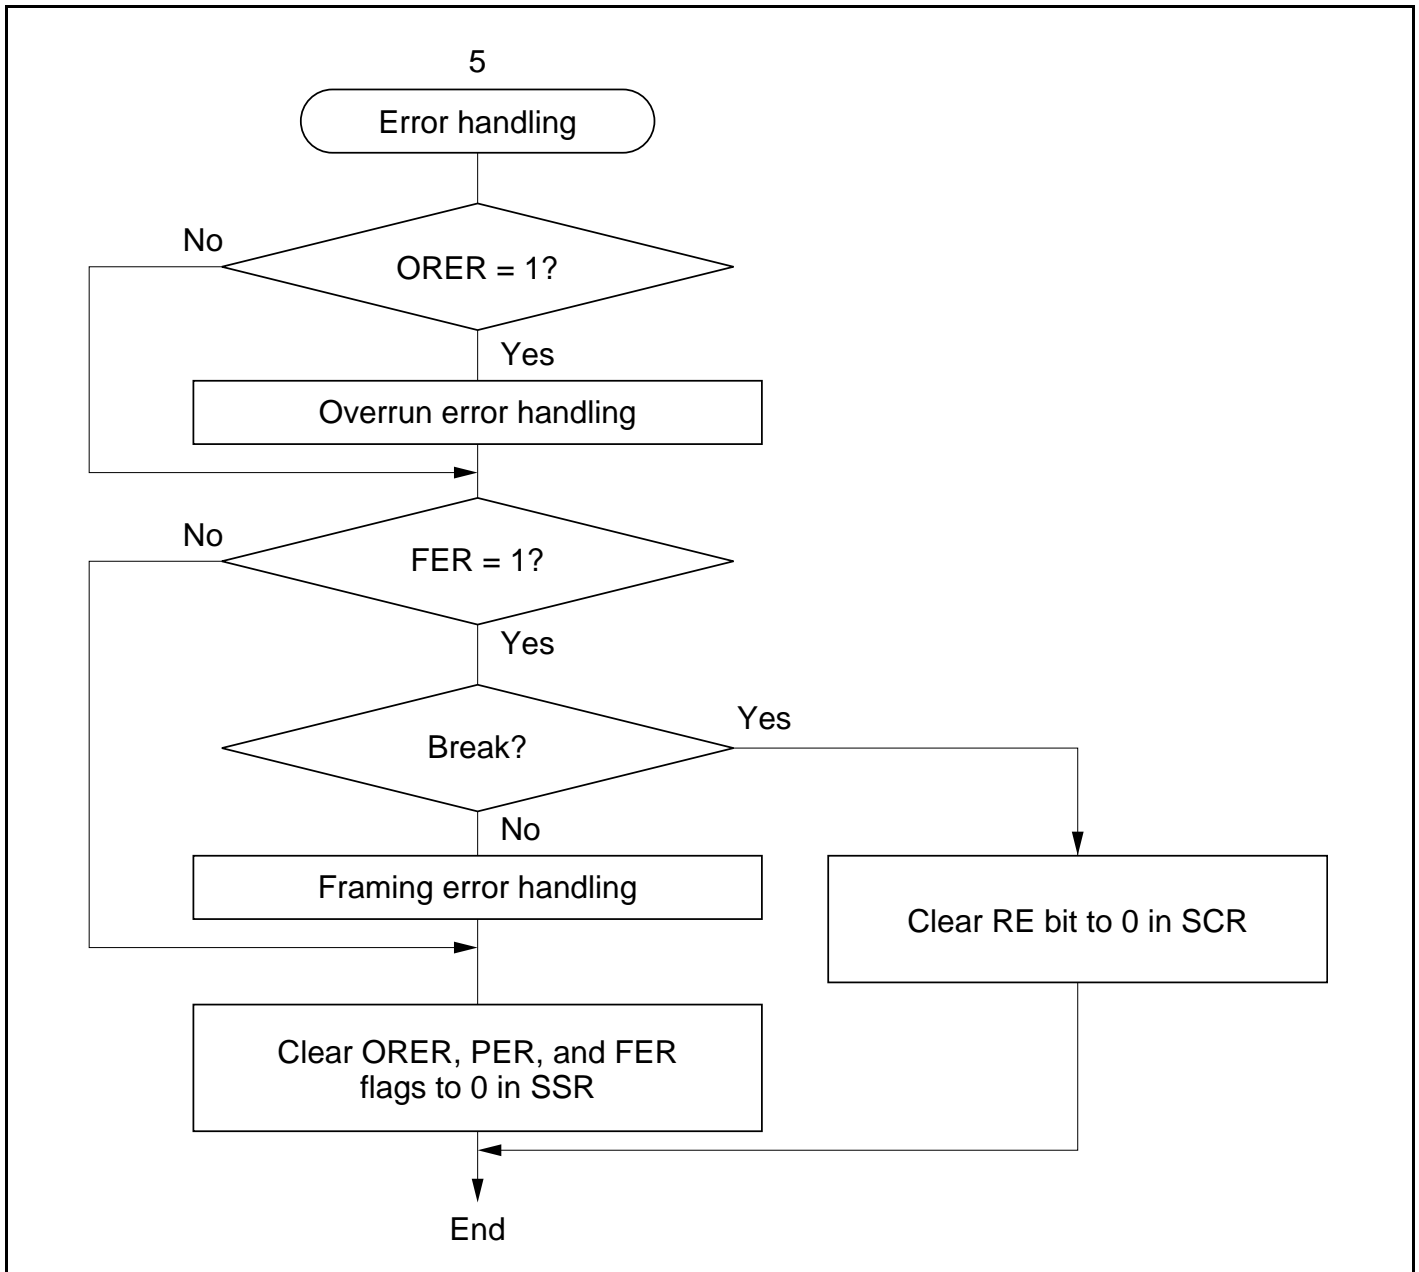 5
Error handling
No
ORER = 1?
Yes
Overrun error handling
No
FER = 1?
Yes
Break?
Yes
No
Framing error handling
Clear RE bit to 0 in SCR
Clear ORER, PER, and FER
flags to 0 in SSR
End